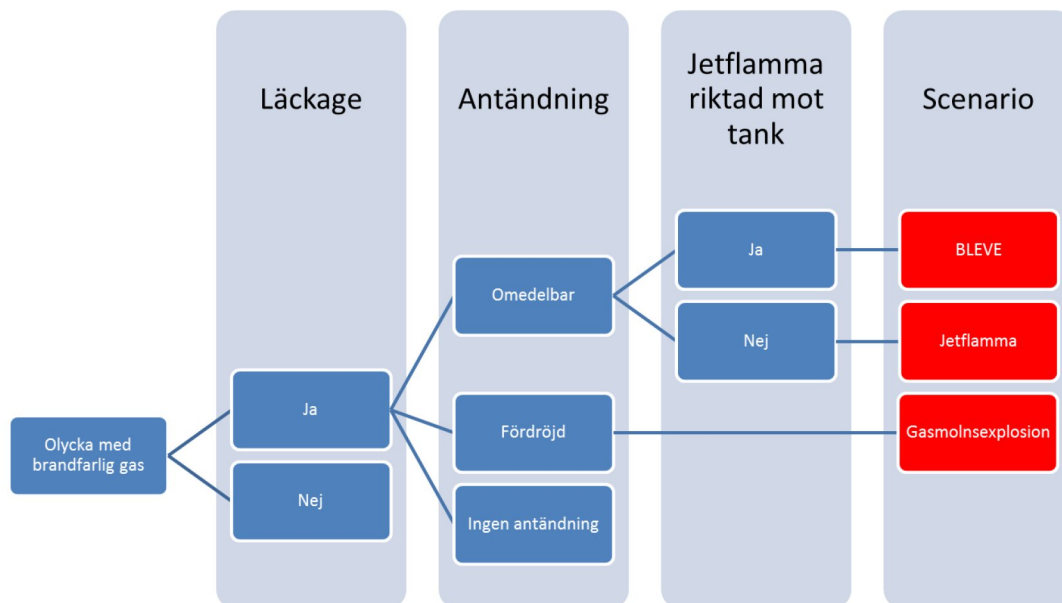 Läckage
Antändning
Jetflamma
riktad mot
tank
Scenario
Olycka med
brandfarlig gas
Ja
Nej
Omedelbar
Fördröjd
Ingen antändning
Ja
Nej
BLEVE
Jetflamma
Gasmolnsexplosion